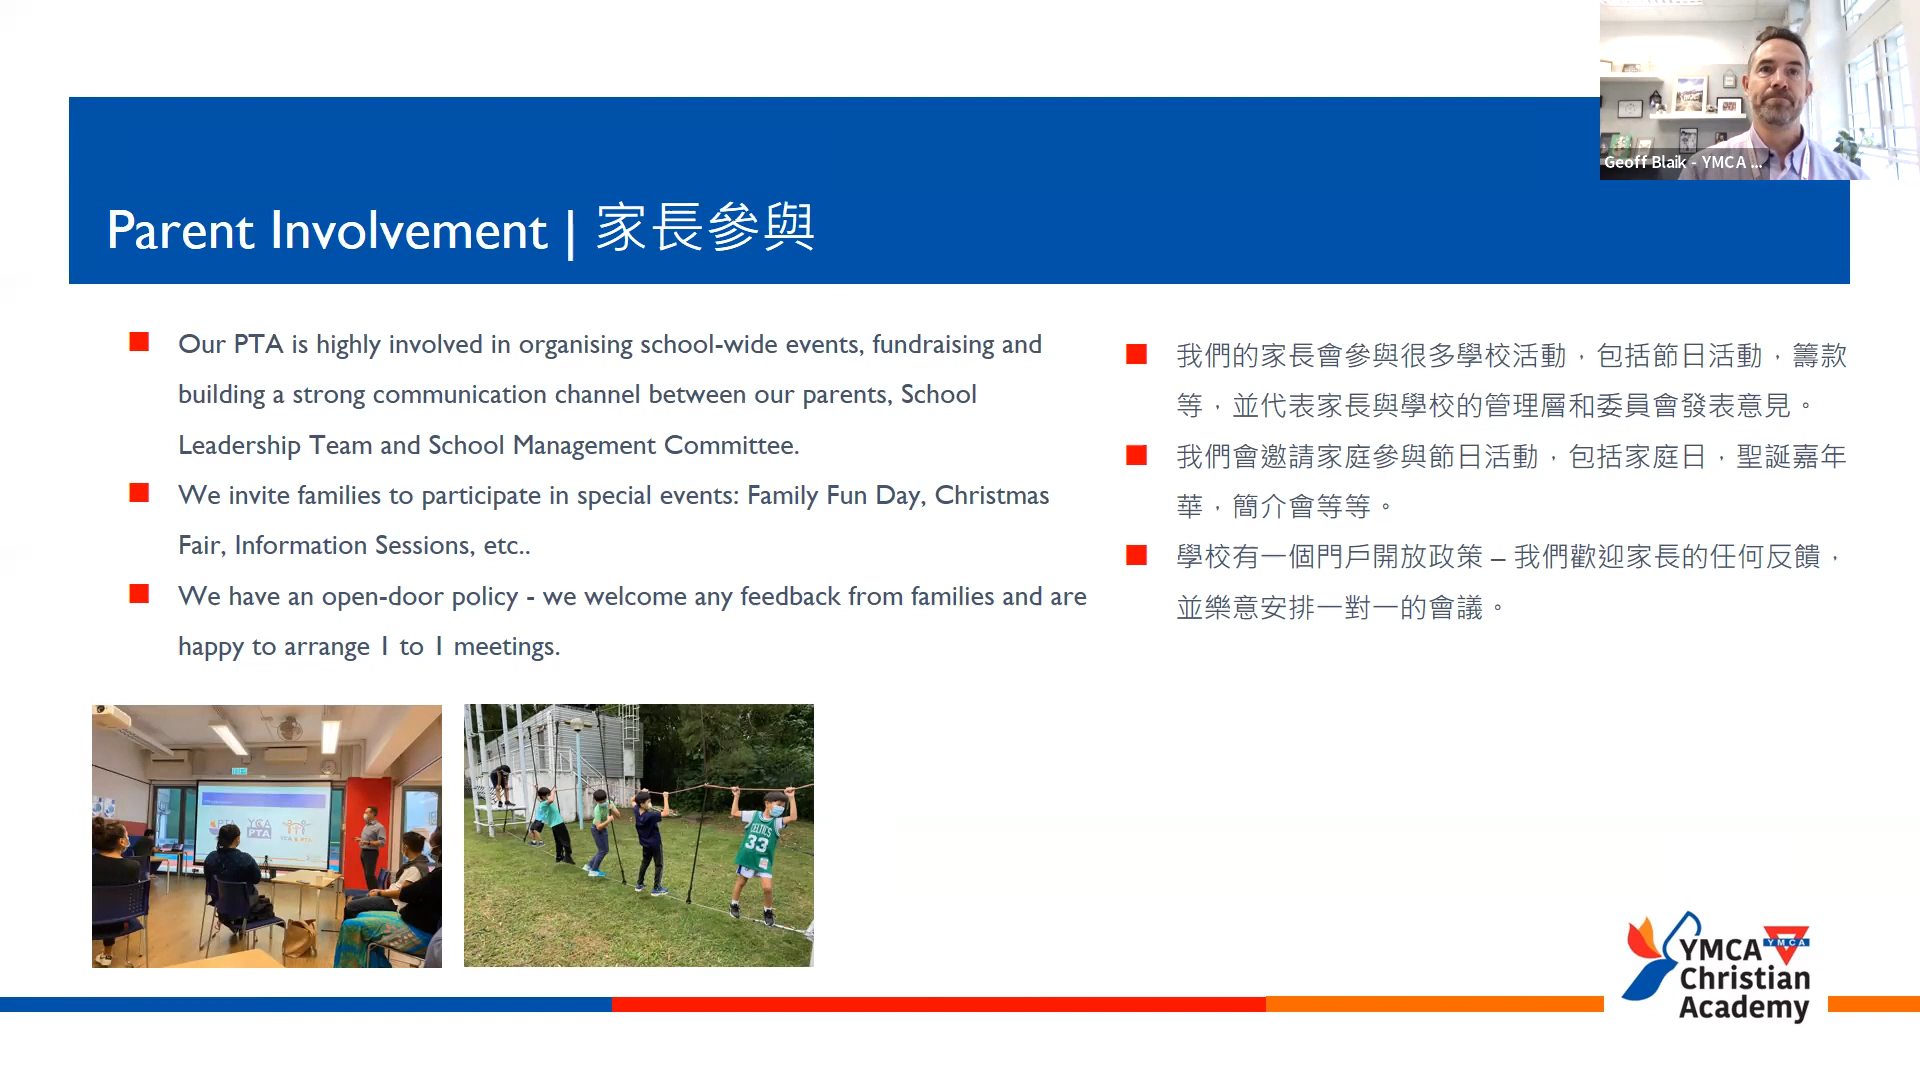 Geoff Blaik - YMCA ...
Parent Involvement | 家長參與
Our PTA is highly involved in organising school-wide events, fundraising and
building a strong communication channel between our parents, School
Leadership Team and School Management Committee.
We invite families to participate in special events: Family Fun Day, Christmas
Fair, Information Sessions, etc..
We have an open-door policy - we welcome any feedback from families and are
happy to arrange 1 to 1 meetings.
我們的家長會參與很多學校活動，包括節日活動，籌款
等，並代表家長與學校的管理層和委員會發表意見。
我們會邀請家庭參與節日活動，包括家庭日，聖誕嘉年
華，簡介會等等。
學校有一個門戶開放政策 – 我們歡迎家長的任何反饋，
並樂意安排一對一的會議。
PTA
YCA
PTA
CELTICS
33
YMCA
YMCA
Christian
Academy